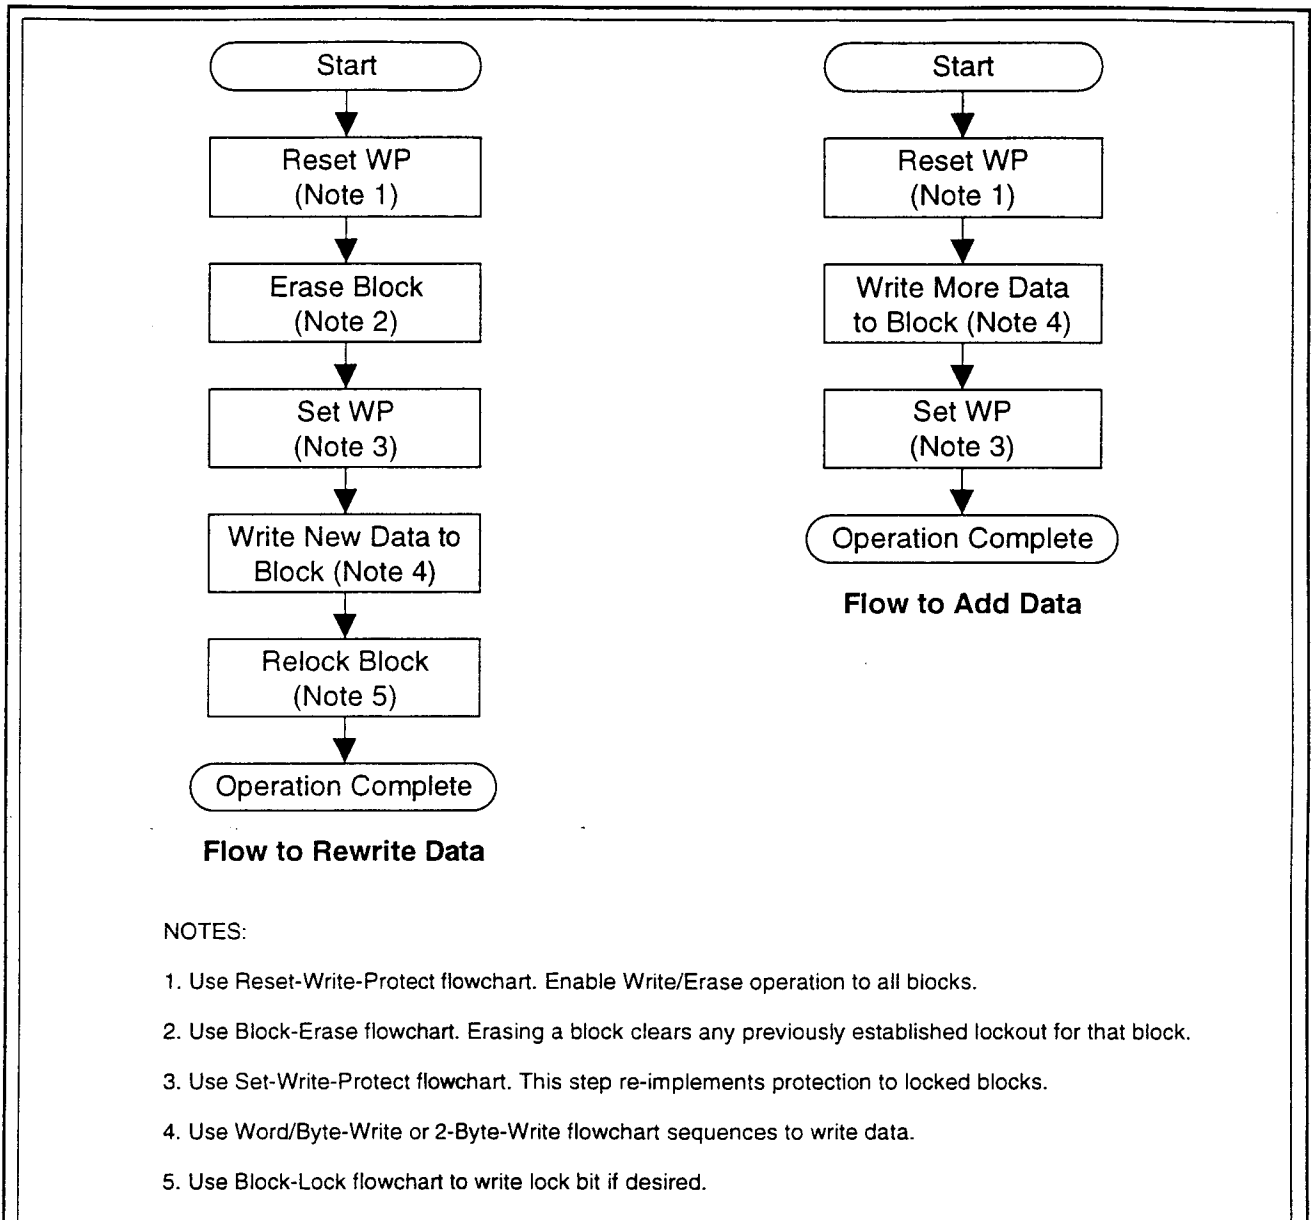 Start
Reset WP
(Note 1)
Erase Block
(Note 2)
Set WP
(Note 3)
Write New Data to
Block (Note 4)
Relock Block
(Note 5)
Operation Complete
Flow to Rewrite Data
Start
Reset WP
(Note 1)
Write More Data
to Block (Note 4)
Set WP
(Note 3)
Operation Complete
Flow to Add Data
NOTES:
1. Use Reset-Write-Protect flowchart. Enable Write/Erase operation to all blocks.
2. Use Block-Erase flowchart. Erasing a block clears any previously established lockout for that block.
3. Use Set-Write-Protect flowchart. This step re-implements protection to locked blocks.
4. Use Word/Byte-Write or 2-Byte-Write flowchart sequences to write data.
5. Use Block-Lock flowchart to write lock bit if desired.